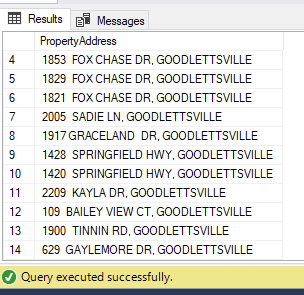 Results Messages
PropertyAddress
4 1853 FOX CHASE DR, GOODLETTSVILLE
5 1829 FOX CHASE DR, GOODLETTSVILLE
6 1821 FOX CHASE DR, GOODLETTSVILLE
7 2005 SADIE LN, GOODLETTSVILLE
8 1917 GRACELAND DR, GOODLETTSVILLE
9 1428 SPRINGFIELD HWY, GOODLETTSVILLE
10 1420 SPRINGFIELD HWY, GOODLETTSVILLE
11 2209 KAYLA DR, GOODLETTSVILLE
12 109 BAILEY VIEW CT, GOODLETTSVILLE
13 1900 TINNIN RD, GOODLETTSVILLE
14 629 GAYLEMORE DR, GOODLETTSVILLE
Query executed successfully.